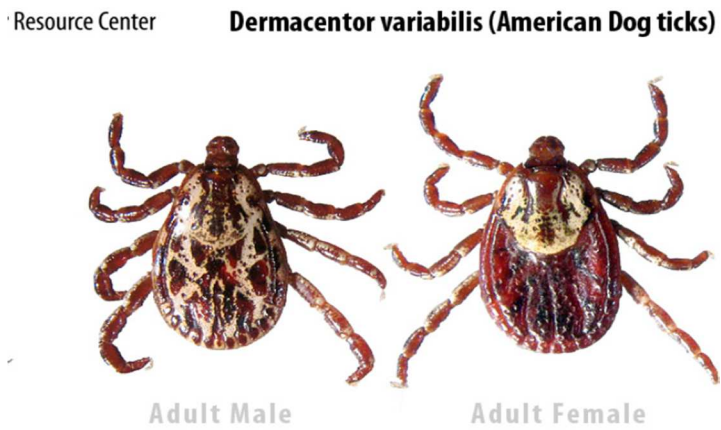 Resource Center
Dermacentor variabilis (American Dog ticks)
Adult Male
Adult Female